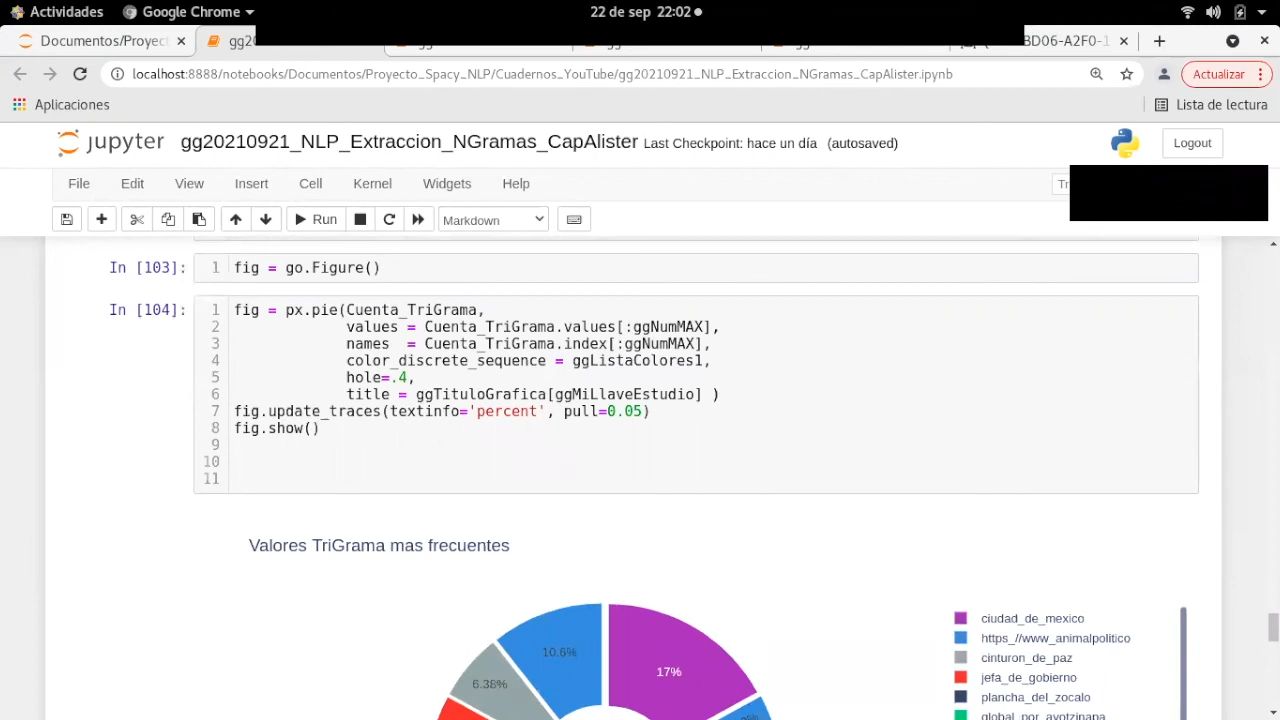 Actividades Google Chrome 22 de sep 22:02
Documentos/Proyect
localhost:8888/notebooks/Documentos/Proyecto_Spacy_NLP/Cuadernos_YouTube/gg20210921_NLP_Extraccion_NGramas_CapAlister.ipynb Actualizar
Aplicaciones Lista de lectura
jupyter gg20210921_NLP_Extraccion_NGramas_CapAlister Last Checkpoint: hace un día (autosaved) Logout
File Edit View Insert Cell Kernel Widgets Help
Run Markdown
In [103]: 1 fig = go.Figure()
In [104]: 1 fig = px.pie(Cuenta_TriGrama,
2 values = Cuenta_TriGrama.values[:ggNumMAX],
3 names = Cuenta_TriGrama.index[:ggNumMAX],
4 color_discrete_sequence = ggListaColores1,
5 hole=.4,
6 title = ggTituloGrafica[ggMiLlaveEstudio] )
7 fig.update_traces(textinfo='percent', pull=0.05)
8 fig.show()
9
10
11
Valores TriGrama mas frecuentes
ciudad_de_mexico
https_//www_animalpolitico
10.6%
cinturon_de_paz
17%
jefa_de_gobierno
6.38%
plancha_del_zocalo
global_por_ayotzinapa